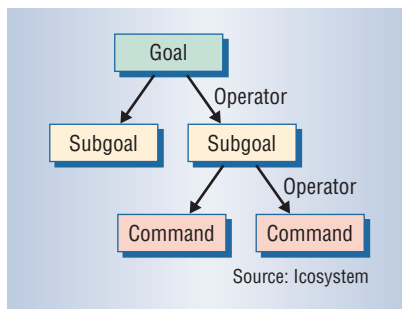 Goal
Operator
Subgoal Subgoal
Operator
Command Command
Source: Icosystem